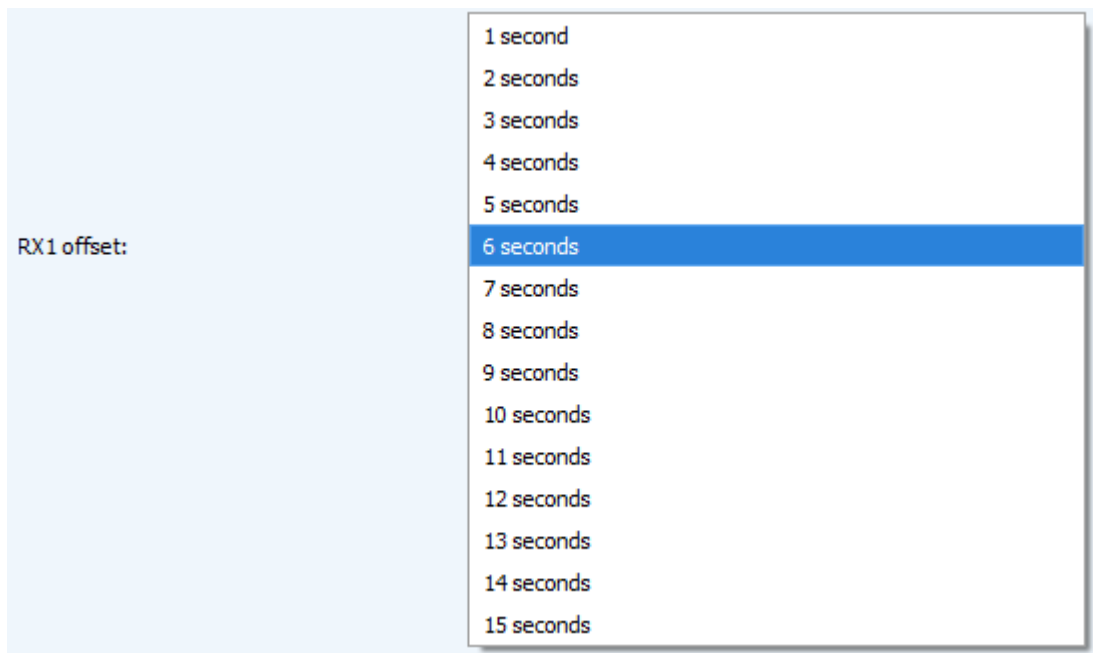 1 second
2 seconds
3 seconds
4 seconds
5 seconds
RX1 offset:
6 seconds
7 seconds
8 seconds
9 seconds
10 seconds
11 seconds
12 seconds
13 seconds
14 seconds
15 seconds